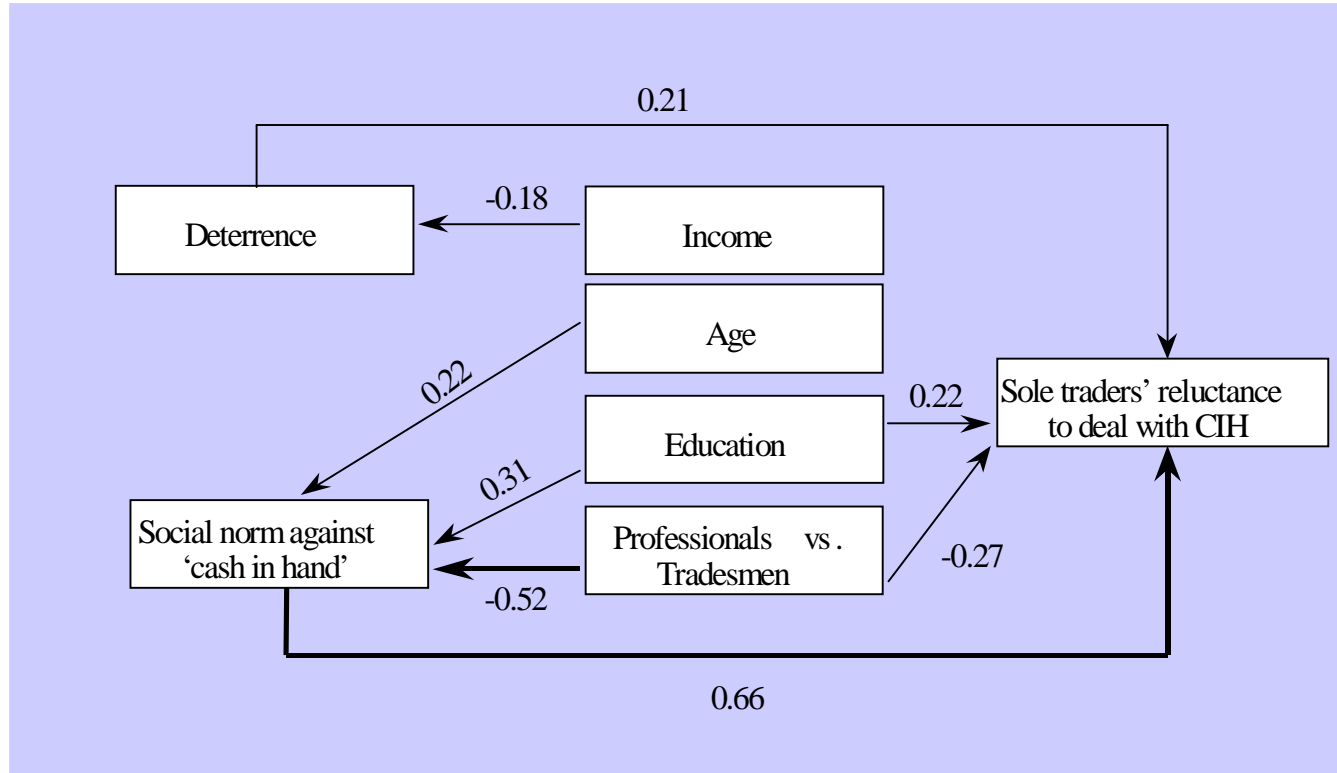 0.21
-0.18
Deterrence
Income
Age
0.22
Sole traders’ reluctance
to deal with CIH
0.22
Education
0.31
Social norm against
‘cash in hand’
Professionals vs.
Tradesmen
-0.27
-0.52
0.66